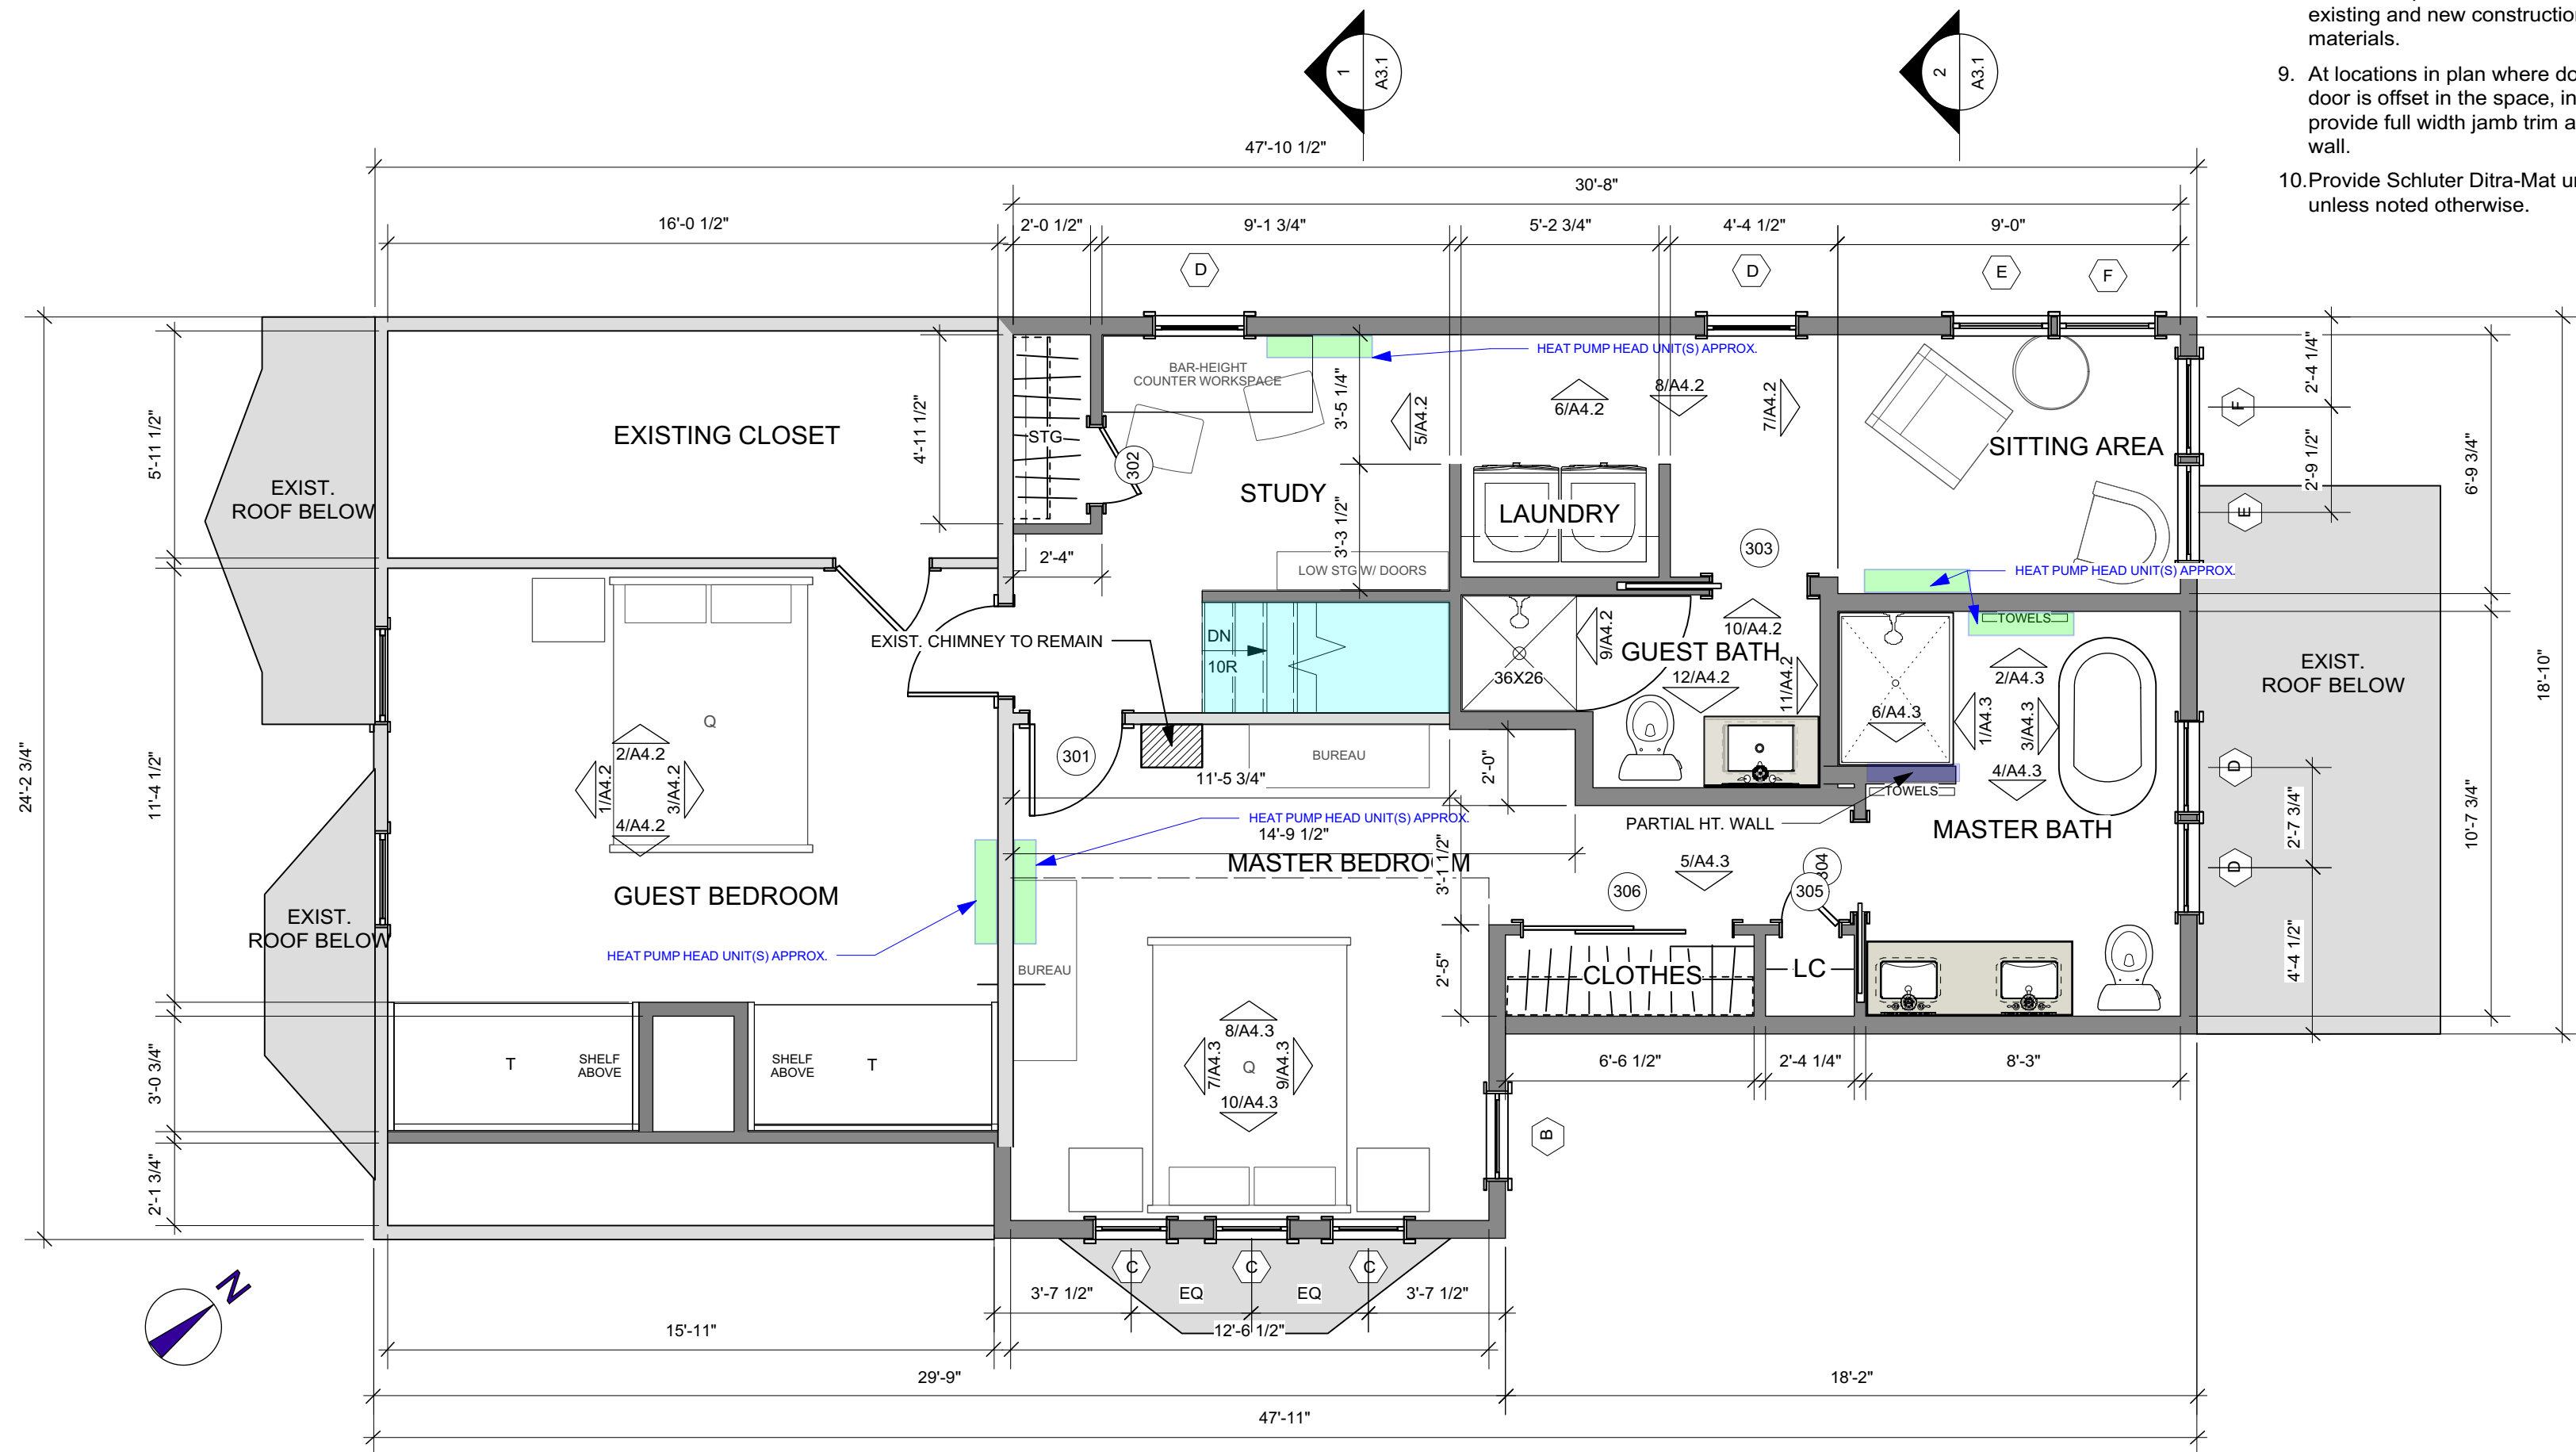 existing and new construction
materials.
9. At locations in plan where
door is offset in the space,
provide full width jamb trim
wall.
10.Provide Schluter Ditra-Mat
unless noted otherwise.
1
A3.1
2
A3.1
47'-10 1/2"
30'-8"
16'-0 1/2"
2'-0 1/2"
9'-1 3/4"
5'-2 3/4"
4'-4 1/2"
9'-0"
D
D
E
F
HEAT PUMP HEAD UNIT(S) APPROX.
BAR-HEIGHT
COUNTER WORKSPACE
EXISTING CLOSET
STG
302
STUDY
LOW STG W/ DOORS
5'-11 1/2"
4'-11 1/2"
3'-5 1/4"
3'-3 1/2"
2'-4"
5/A4.2
6/A4.2
8/A4.2
7/A4.2
LAUNDRY
303
SITTING AREA
HEAT PUMP HEAD UNIT(S) APPROX.
F
E
2'-4 1/4"
2'-9 1/2"
6'-9 3/4"
18'-10"
EXIST.
ROOF BELOW
EXIST.
ROOF BELOW
24'-2 3/4"
11'-4 1/2"
EXIST. CHIMNEY TO REMAIN
DN
10R
36X26
9/A4.2
GUEST BATH
10/A4.2
12/A4.2
11/A4.2
TOWELS
2/A4.3
6/A4.3
1/A4.3
3/A4.3
4/A4.3
TOWELS
PARTIAL HT. WALL
MASTER BATH
D
D
2'-7 3/4"
10'-7 3/4"
4'-4 1/2"
Q
2/A4.2
1/A4.2
3/A4.2
4/A4.2
301
BUREAU
11'-5 3/4"
2'-0"
HEAT PUMP HEAD UNIT(S) APPROX.
14'-9 1/2"
MASTER BEDROOM
3'-1 1/2"
5/A4.3
306
304
305
GUEST BEDROOM
EXIST.
ROOF BELOW
HEAT PUMP HEAD UNIT(S) APPROX.
BUREAU
2'-5"
CLOTHES
LC
3'-0 3/4"
T
SHELF
ABOVE
SHELF
ABOVE
T
8/A4.3
7/A4.3
Q
9/A4.3
10/A4.3
6'-6 1/2"
2'-4 1/4"
8'-3"
B
2'-1 3/4"
N
C
C
C
3'-7 1/2"
EQ
EQ
3'-7 1/2"
15'-11"
12'-6 1/2"
29'-9"
18'-2"
47'-11"